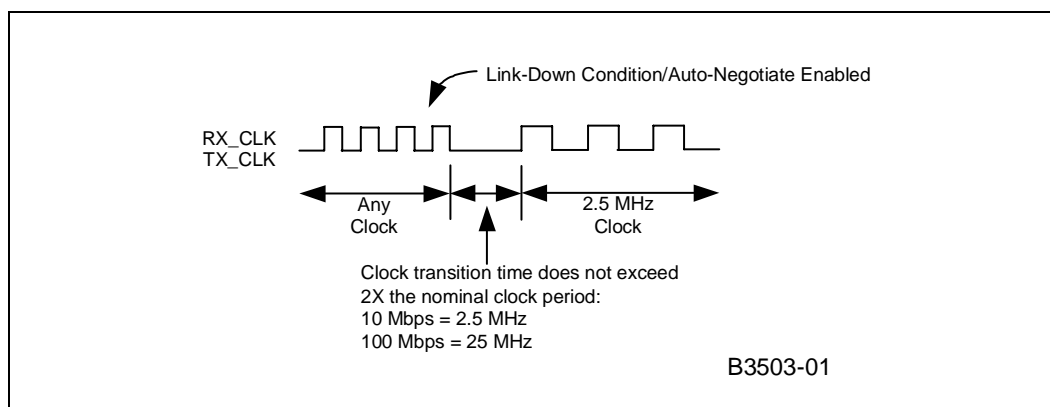 Link-Down Condition/Auto-Negotiate Enabled
RX_CLK
TX_CLK
Any
Clock
2.5 MHz
Clock
Clock transition time does not exceed
2X the nominal clock period:
10 Mbps = 2.5 MHz
100 Mbps = 25 MHz
B3503-01